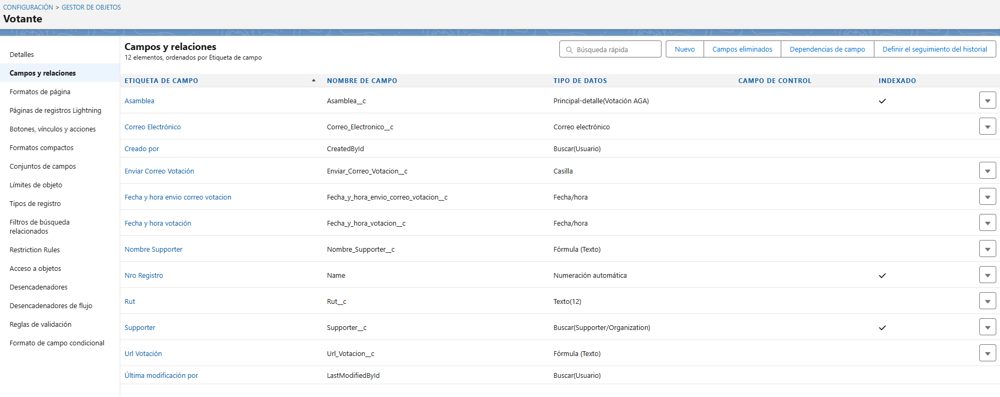 CONFIGURACIÓN > GESTOR DE OBJETOS
Votante
Detalles
Campos y relaciones
Formatos de página
Páginas de registros Lightning
Botones, vínculos y acciones
Formatos compactos
Conjuntos de campos
Límites de objeto
Tipos de registro
Filtros de búsqueda
relacionados
Restriction Rules
Acceso a objetos
Desencadenadores
Desencadenadores de flujo
Reglas de validación
Formato de campo condicional
Campos y relaciones
12 elementos, ordenados por Etiqueta de campo
Búsqueda rápida
Nuevo
Campos eliminados
Dependencias de campo
Definir el seguimiento del historial
ETIQUETA DE CAMPO NOMBRE DE CAMPO TIPO DE DATOS CAMPO DE CONTROL INDEXADO
Asamblea Asamblea__c Principal-detalle(Votación AGA)
Correo Electrónico Correo_Electronico__c Correo electrónico
Creado por CreatedById Buscar(Usuario)
Enviar Correo Votación Enviar_Correo_Votacion__c Casilla
Fecha y hora envio correo votacion Fecha_y_hora_envio_correo_votacion__c Fecha/hora
Fecha y hora votación Fecha_y_hora_votacion__c Fecha/hora
Nombre Supporter Nombre_Supporter__c Fórmula (Texto)
Nro Registro Name Numeración automática
Rut Rut__c Texto(12)
Supporter Supporter__c Buscar(Supporter/Organization)
Url Votación Url_Votacion__c Fórmula (Texto)
Última modificación por LastModifiedById Buscar(Usuario)